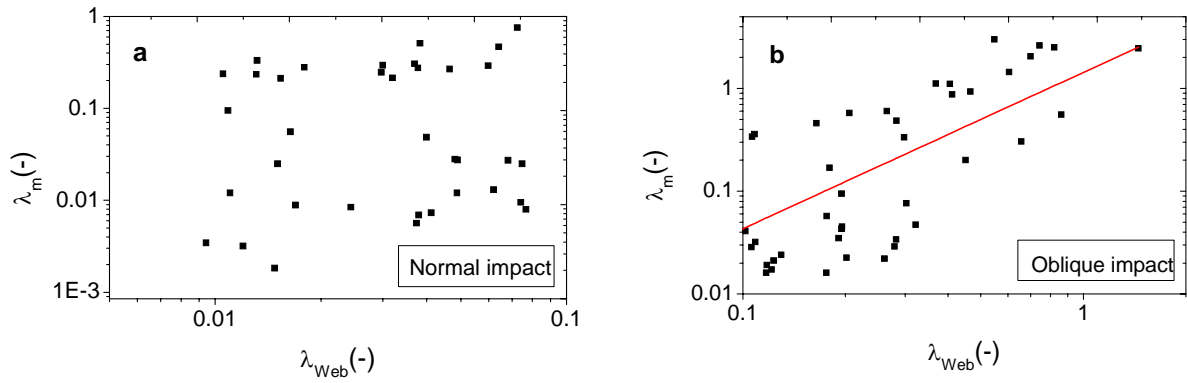 a
1
0.1
0.01
1E-3
λm(-)
Normal impact
0.01
0.1
λWeb(-)
b
1
0.1
0.01
λm(-)
Oblique impact
0.1
1
λWeb(-)